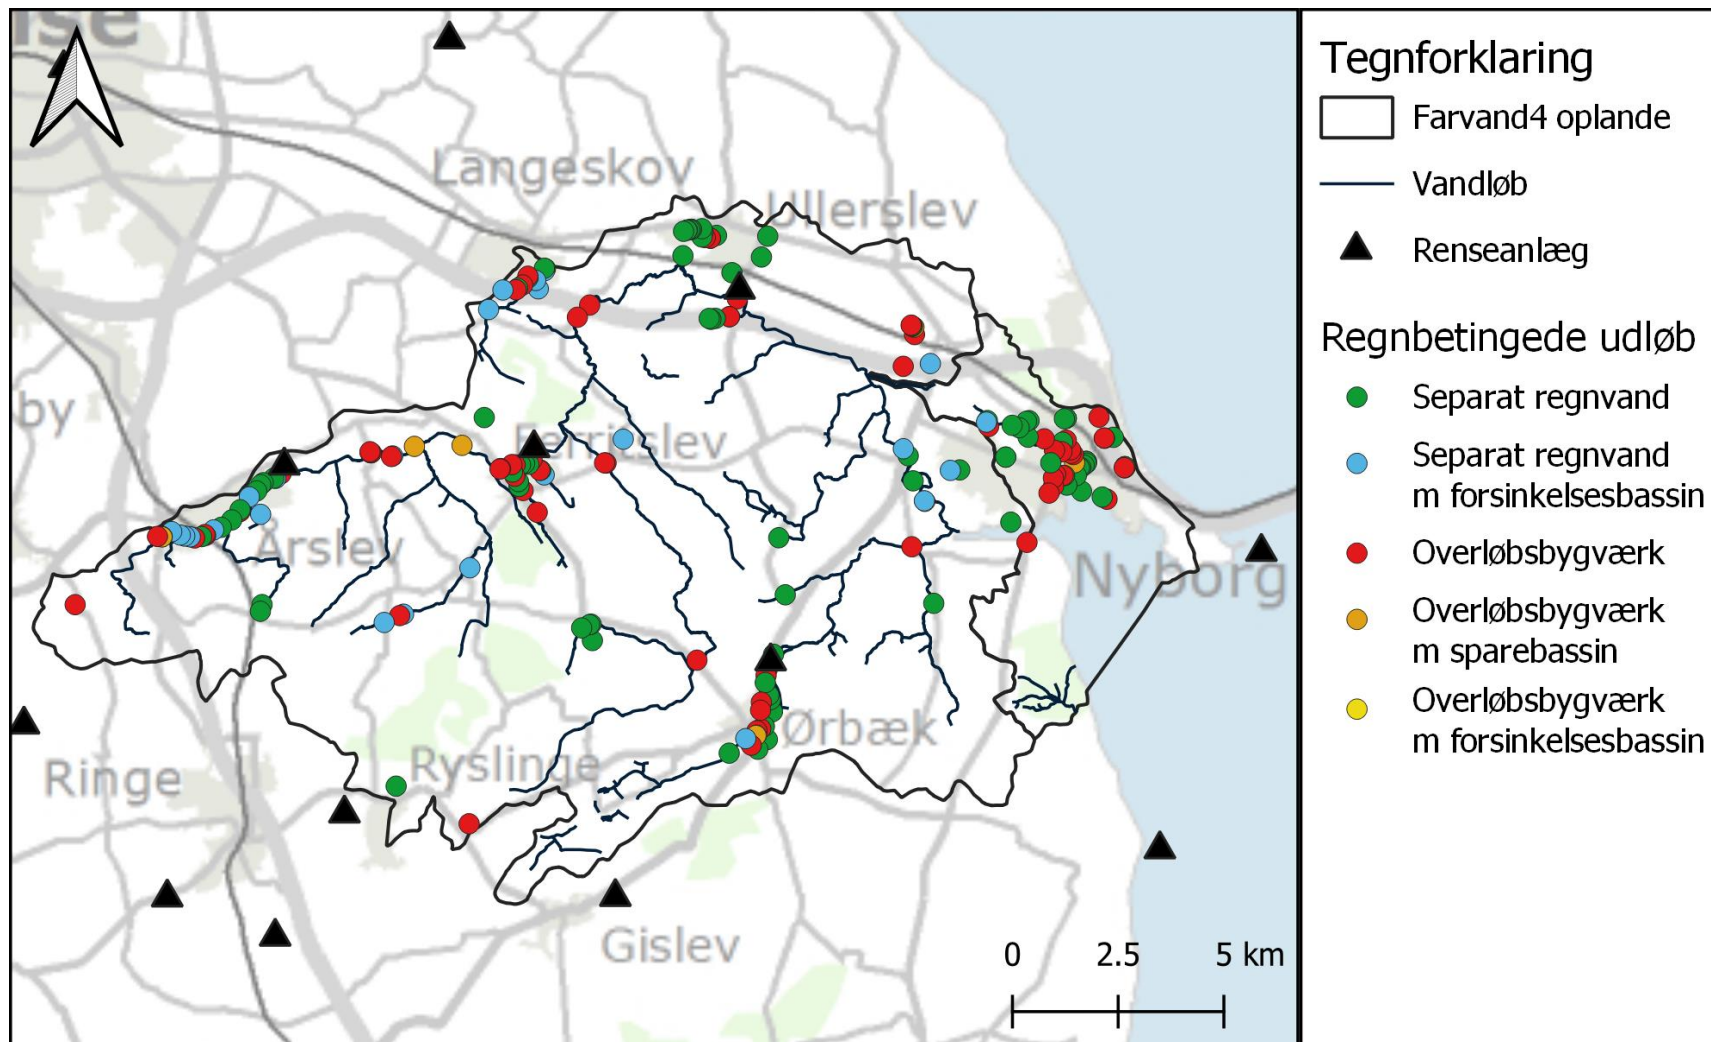 se
Langeskov
Ullerslev
by
Ferritslev
Årslev
Nyborg
Ørbæk
Ryslinge
Ringe
Gislev
0 2.5 5 km
Tegnforklaring
Farvand4 oplande
Vandløb
Renseanlæg
Regnbetingede udløb
Separat regnvand
Separat regnvand
m forsinkelsesbassin
Overløbsbygværk
Overløbsbygværk
m sparebassin
Overløbsbygværk
m forsinkelsesbassin